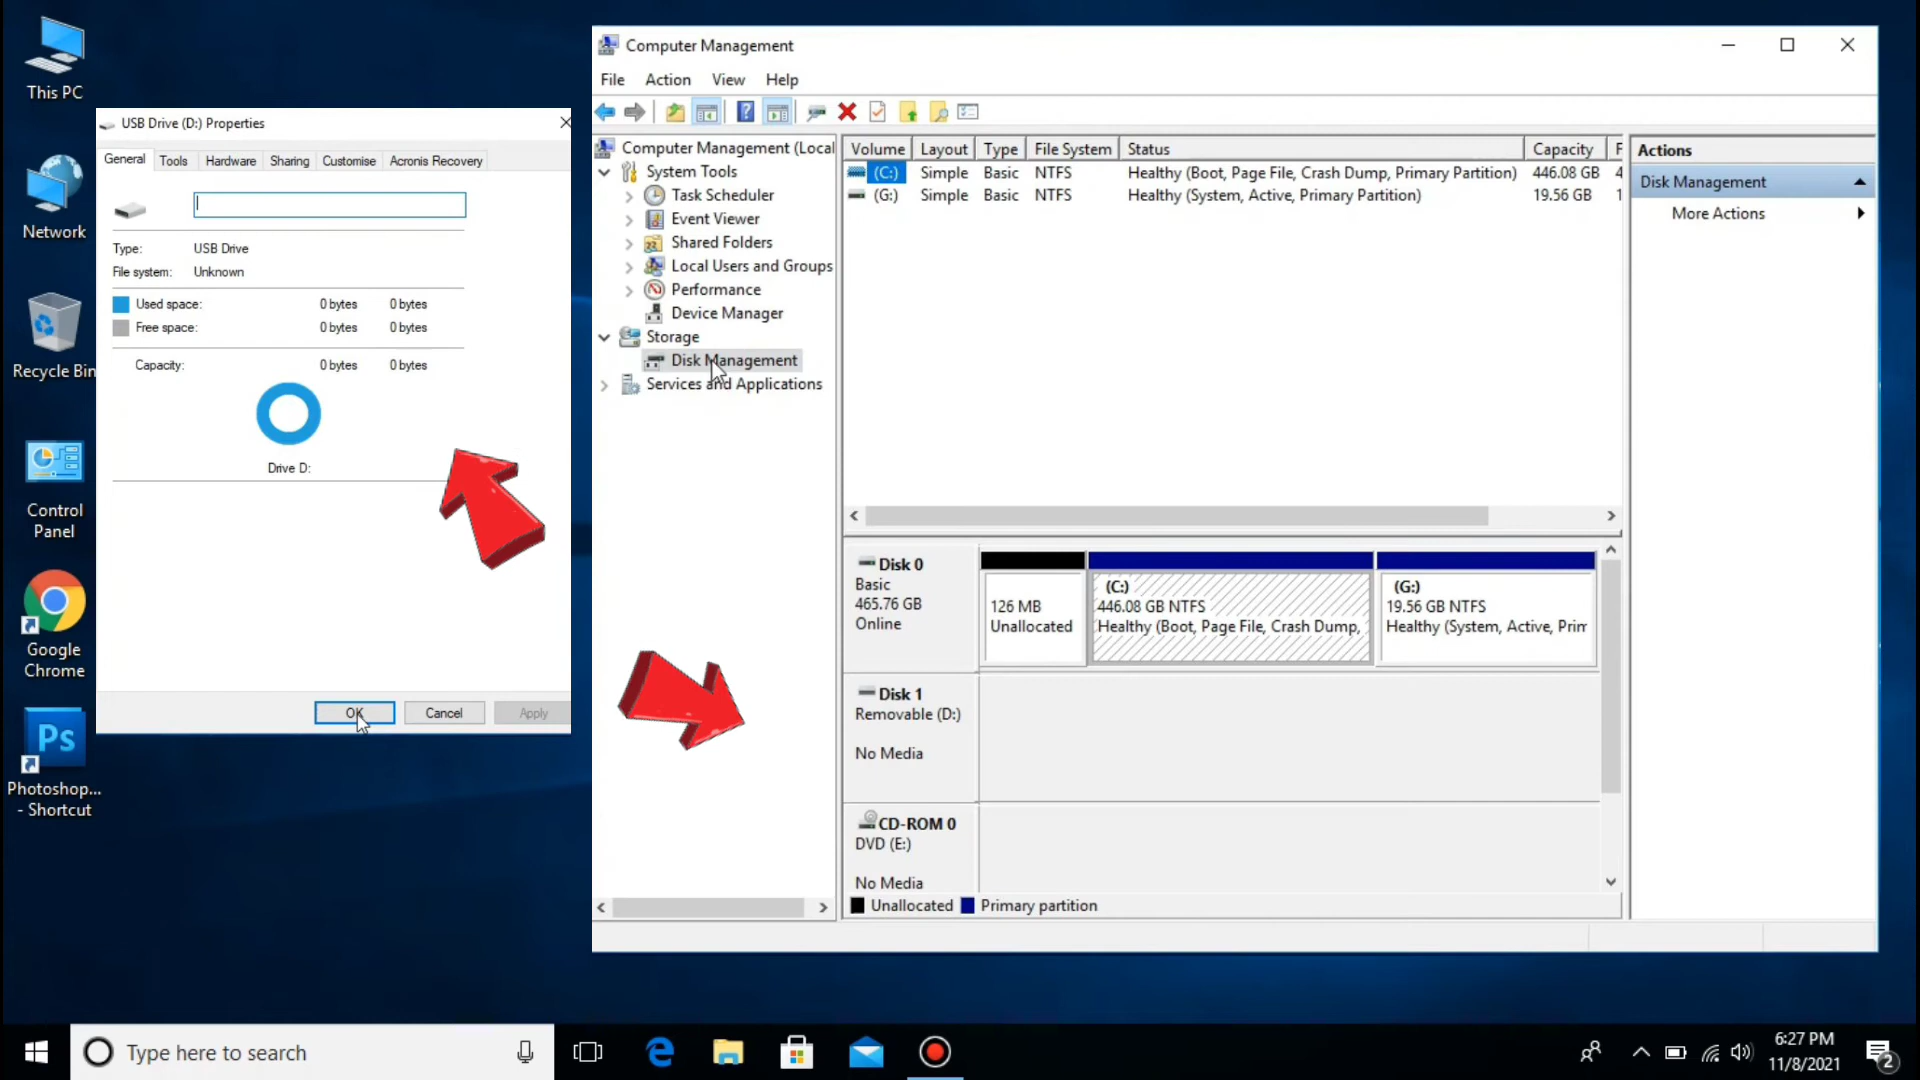 This PC
Network
Recycle Bin
Control
Panel
Google
Chrome
Ps
Photoshop...
- Shortcut
USB Drive (D:) Properties
General
Tools
Hardware
Sharing
Customise
Acronis Recovery
Type:
USB Drive
File system:
Unknown
Used space:
0 bytes
0 bytes
Free space:
0 bytes
0 bytes
Capacity:
0 bytes
0 bytes
Drive D:
OK
Cancel
Apply
Computer Management
File
Action
View
Help
Computer Management (Local
System Tools
Task Scheduler
Event Viewer
Shared Folders
Local Users and Groups
Performance
Device Manager
Storage
Disk Management
Services and Applications
Volume
Layout
Type
File System
Status
Capacity
F
(C:)
Simple
Basic
NTFS
Healthy (Boot, Page File, Crash Dump, Primary Partition)
446.08 GB
4
(G:)
Simple
Basic
NTFS
Healthy (System, Active, Primary Partition)
19.56 GB
1
Actions
Disk Management
More Actions
Disk 0
Basic
465.76 GB
Online
126 MB
Unallocated
(C:)
446.08 GB NTFS
Healthy (Boot, Page File, Crash Dump,
(G:)
19.56 GB NTFS
Healthy (System, Active, Prim
Disk 1
Removable (D:)
No Media
CD-ROM 0
DVD (E:)
No Media
Unallocated
Primary partition
Type here to search
6:27 PM
11/8/2021
2